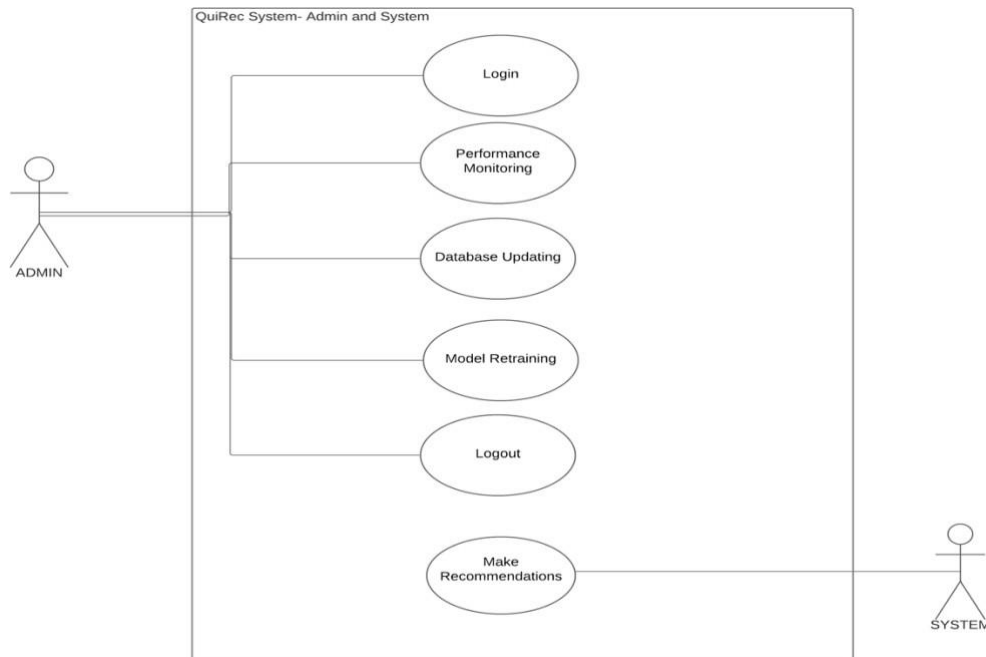 QuiRec System- Admin and System
Login
Performance
Monitoring
ADMIN
Database Updating
Model Retraining
Logout
Make
Recommendations
SYSTEM